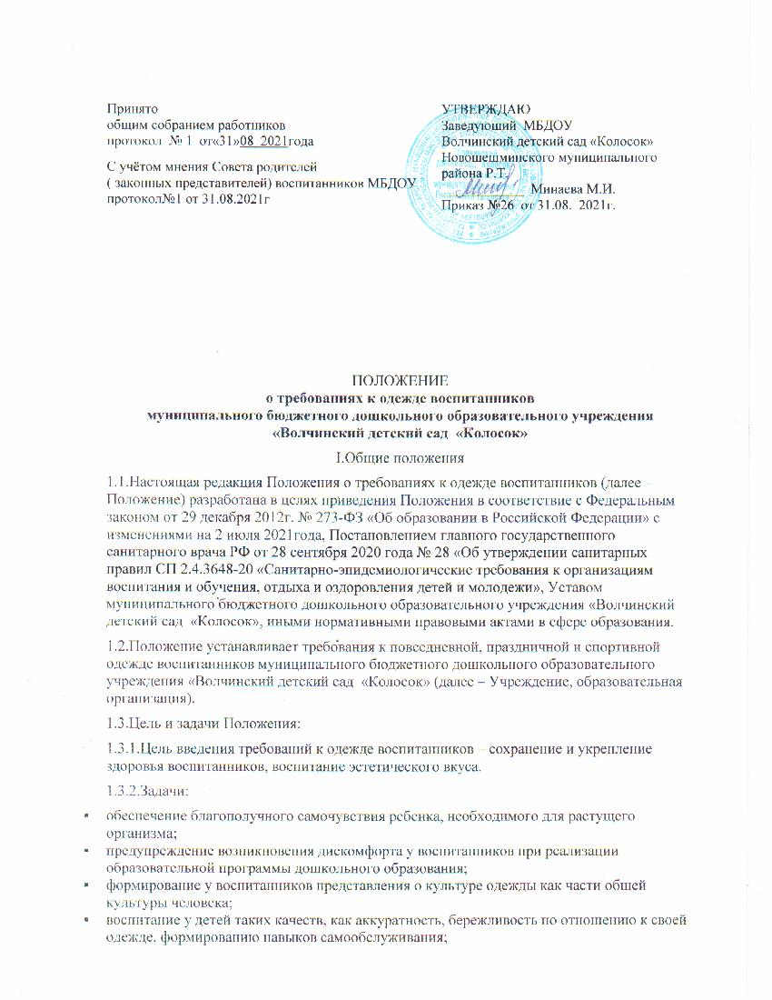 Принято
общим собранием работников
протокол № 1 от«31»08 2021года
С учётом мнения Совета родителей
( законных представителей) воспитанников МБДОУ
протокол№1 от 31.08.2021г
УТВЕРЖДАЮ
Заведующий МБДОУ
Волчинский детский сад «Колосок»
Новошешминского муниципального
района Р.Т.
Минаева М.И.
Приказ №26 от 31.08. 2021г.
ПОЛОЖЕНИЕ
о требованиях к одежде воспитанников
муниципального бюджетного дошкольного образовательного учреждения
«Волчинский детский сад «Колосок»
I.Общие положения
1.1.Настоящая редакция Положения о требованиях к одежде воспитанников (далее –
Положение) разработана в целях приведения Положения в соответствие с Федеральным
законом от 29 декабря 2012г. № 273-ФЗ «Об образовании в Российской Федерации» с
изменениями на 2 июля 2021года, Постановлением главного государственного
санитарного врача РФ от 28 сентября 2020 года № 28 «Об утверждении санитарных
правил СП 2.4.3648-20 «Санитарно-эпидемиологические требования к организациям
воспитания и обучения, отдыха и оздоровления детей и молодежи», Уставом
муниципального бюджетного дошкольного образовательного учреждения «Волчинский
детский сад «Колосок», иными нормативными правовыми актами в сфере образования.
1.2.Положение устанавливает требования к повседневной, праздничной и спортивной
одежде воспитанников муниципального бюджетного дошкольного образовательного
учреждения «Волчинский детский сад «Колосок» (далее – Учреждение, образовательная
организация).
1.3.Цель и задачи Положения:
1.3.1.Цель введения требований к одежде воспитанников – сохранение и укрепление
здоровья воспитанников, воспитание эстетического вкуса.
1.3.2.Задачи:
▪ обеспечение благополучного самочувствия ребенка, необходимого для растущего
организма;
▪ предупреждение возникновения дискомфорта у воспитанников при реализации
образовательной программы дошкольного образования;
▪ формирование у воспитанников представления о культуре одежды как части общей
культуры человека;
▪ воспитание у детей таких качеств, как аккуратность, бережливость по отношению к своей
одежде, формированию навыков самообслуживания;